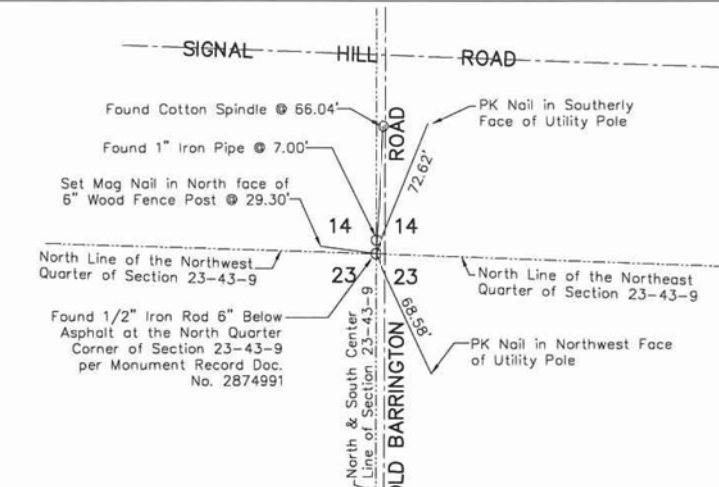 SIGNAL HILL ROAD
Found Cotton Spindle @ 66.04'
Found 1" Iron Pipe @ 7.00'
Set Mag Nail in North face of
6" Wood Fence Post @ 29.30'
ROAD
PK Nail in Southerly
Face of Utility Pole
72.62'
14 14
North Line of the Northwest
Quarter of Section 23-43-9
23 23
North Line of the Northeast
Quarter of Section 23-43-9
Found 1/2" Iron Rod 6" Below
Asphalt at the North Quarter
Corner of Section 23-43-9
per Monument Record Doc.
No. 2874991
68.58'
PK Nail in Northwest Face
of Utility Pole
North & South Center
Line of Section 23-43-9
OLD BARRINGTON